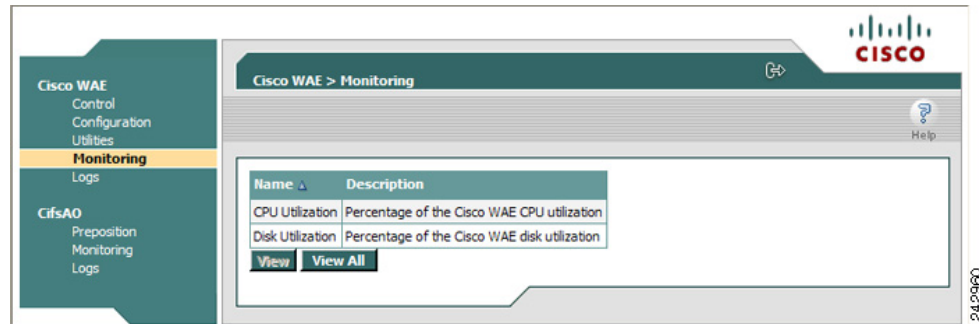 CISCO
Cisco WAE
Control
Configuration
Utilities
Monitoring
Logs
CifsAO
Preposition
Monitoring
Logs
Cisco WAE > Monitoring
Help
Name Description
CPU Utilization Percentage of the Cisco WAE CPU utilization
Disk Utilization Percentage of the Cisco WAE disk utilization
View View All
242960